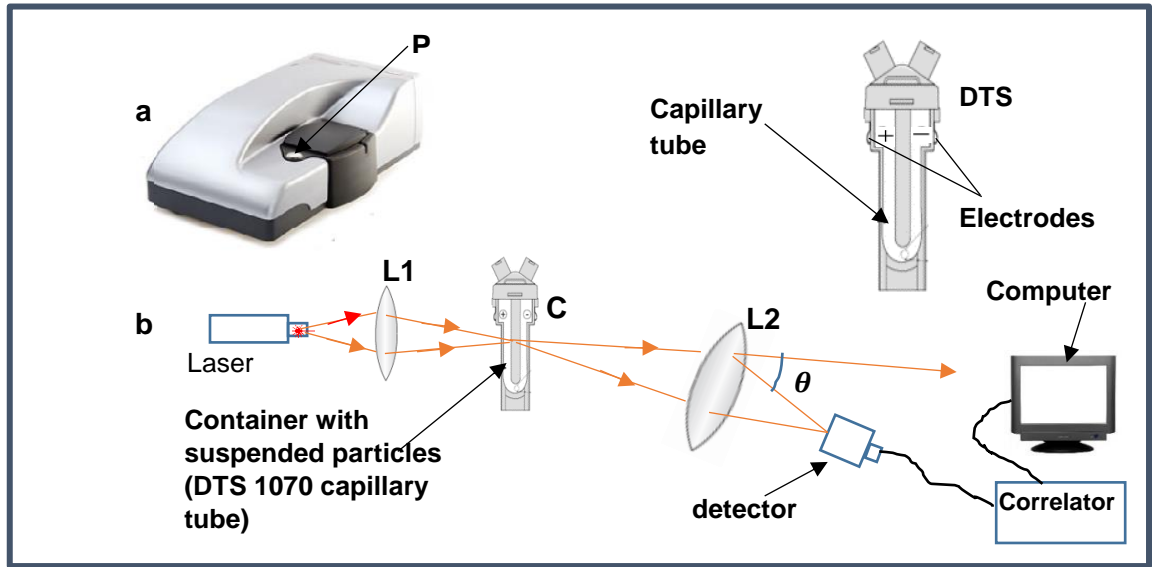 P
a
DTS
Capillary
tube
+
−
Electrodes
L1
b
C
L2
Computer
Laser
θ
Container with
suspended particles
(DTS 1070 capillary
tube)
detector
Correlator